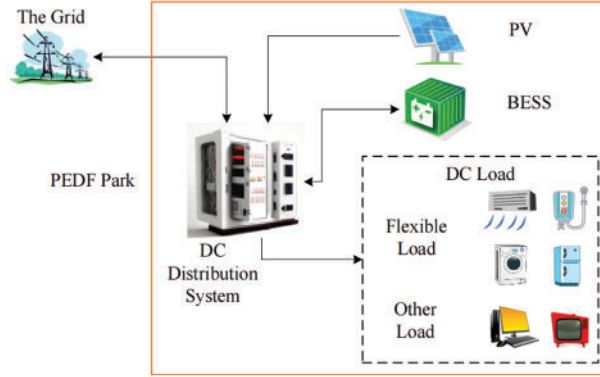 The Grid
PV
BESS
PEDF Park
DC Load
Flexible
Load
DC
Distribution
System
Other
Load